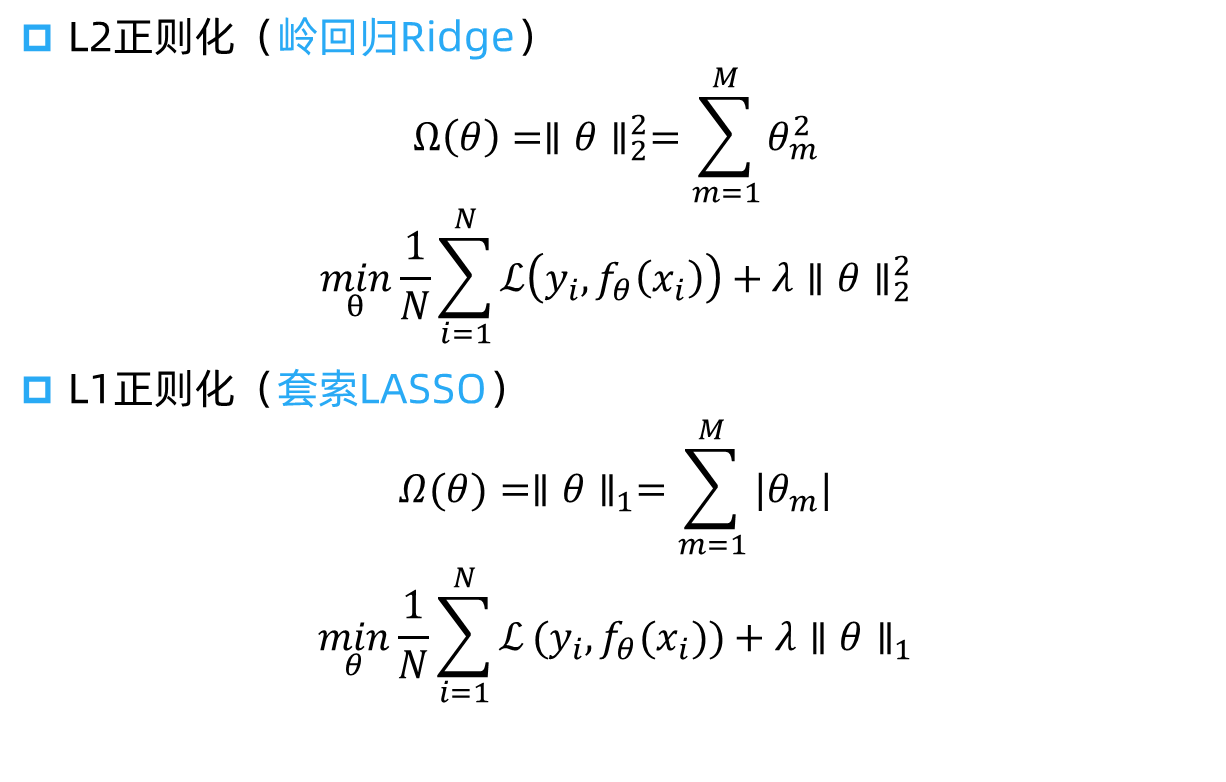 L2正则化（岭回归Ridge）
Ω(θ) =∥ θ ∥₂²= ∑_{m=1}^{M} θ_m^2
min_θ 1/N ∑_{i=1}^{N} ℒ(y_i, f_θ(x_i)) + λ ∥ θ ∥₂²
L1正则化（套索LASSO）
Ω(θ) =∥ θ ∥₁= ∑_{m=1}^{M} |θ_m|
min_θ 1/N ∑_{i=1}^{N} ℒ (y_i, f_θ(x_i)) + λ ∥ θ ∥₁